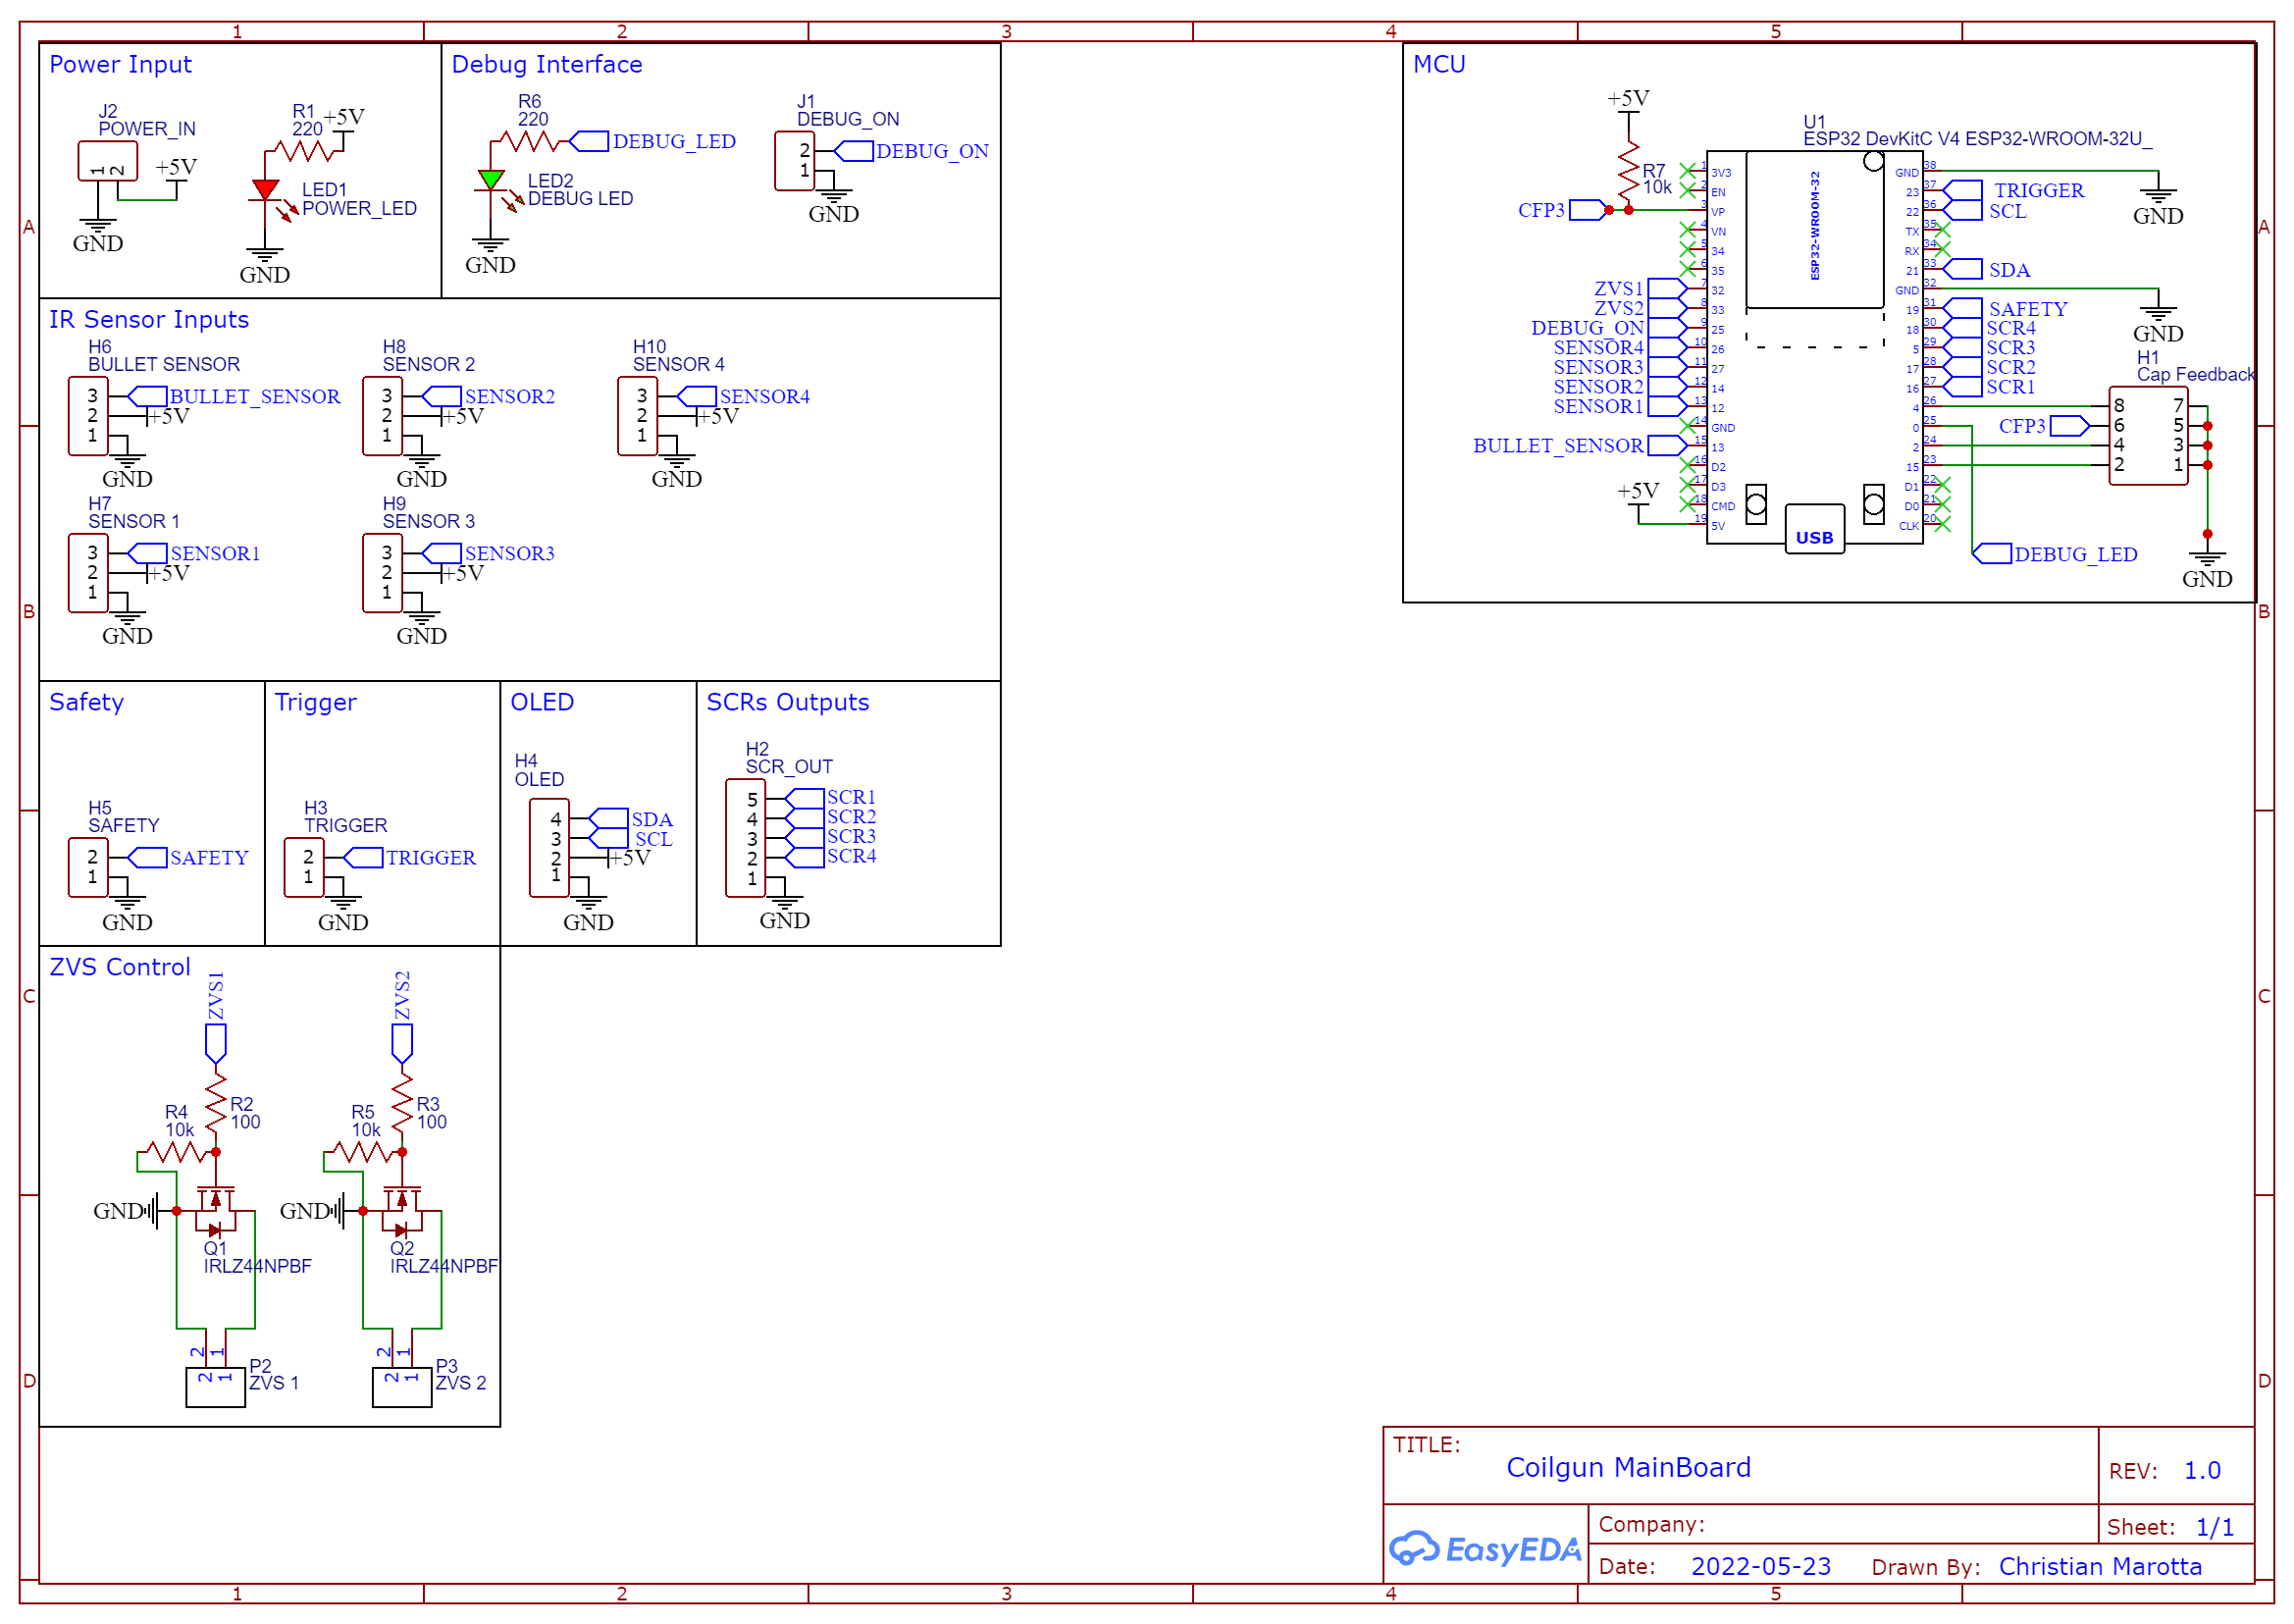 1 2 3 4 5
Power Input
J2
POWER_IN
1 2
+5V
GND
R1
220
+5V
LED1
POWER_LED
GND
Debug Interface
R6
220
DEBUG_LED
LED2
DEBUG LED
GND
J1
DEBUG_ON
2 DEBUG_ON
1
GND
MCU
+5V
R7
10k
CFP3
U1
ESP32 DevKitC V4 ESP32-WROOM-32U_
ESP32-WROOM-32
USB
1 3V3
2 EN
3 VP
4 VN
5 34
6 35
ZVS1 7 32
ZVS2 8 33
DEBUG_ON 9 25
SENSOR4 10 26
SENSOR3 11 27
SENSOR2 12 14
SENSOR1 13 12
14 GND
BULLET_SENSOR 15 13
16 D2
17 D3
18 CMD
+5V 19 5V
GND 38
GND
23 37 TRIGGER
22 36 SCL
TX 35
RX 34
21 33 SDA
GND 32
GND
19 31 SAFETY
18 30 SCR4
5 29 SCR3
17 28 SCR2
16 27 SCR1
4 26
0 25
2 24
15 23
D1 22
D0 21
CLK 20
H1
Cap Feedback
8 7
CFP3 6 5
4 3
2 1
DEBUG_LED
GND
IR Sensor Inputs
H6
BULLET SENSOR
3 BULLET_SENSOR
2 +5V
1
GND
H8
SENSOR 2
3 SENSOR2
2 +5V
1
GND
H10
SENSOR 4
3 SENSOR4
2 +5V
1
GND
H7
SENSOR 1
3 SENSOR1
2 +5V
1
GND
H9
SENSOR 3
3 SENSOR3
2 +5V
1
GND
Safety
H5
SAFETY
2 SAFETY
1
GND
Trigger
H3
TRIGGER
2 TRIGGER
1
GND
OLED
H4
OLED
4 SDA
3 SCL
2 +5V
1
GND
SCRs Outputs
H2
SCR_OUT
5 SCR1
4 SCR2
3 SCR3
2 SCR4
1
GND
ZVS Control
ZVS1
R2
100
R4
10k
GND
Q1
IRLZ44NPBF
2 1
2 1
P2
ZVS 1
ZVS2
R3
100
R5
10k
GND
Q2
IRLZ44NPBF
2 1
2 1
P3
ZVS 2
A A
B B
C C
D D
TITLE:
Coilgun MainBoard
REV: 1.0
EasyEDA
Company:
Sheet: 1/1
Date: 2022-05-23 Drawn By: Christian Marotta
1 2 3 4 5